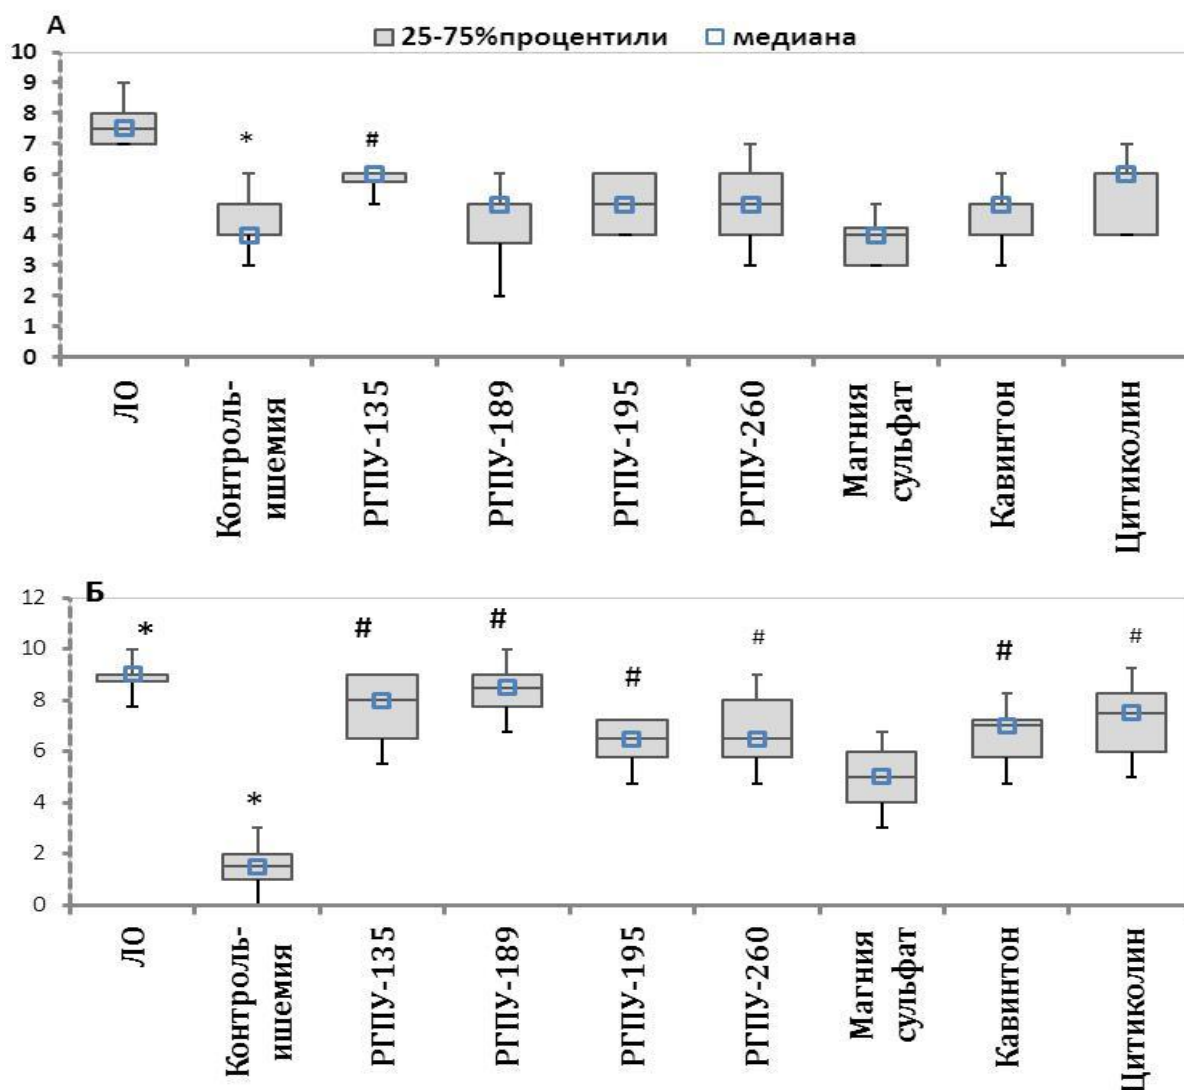 А
25-75%процентили медиана
10
9
8
7
6
5
4
3
2
1
0
* #
ЛО
Контроль-
ишемия
РГПУ-135
РГПУ-189
РГПУ-195
РГПУ-260
Магния
сульфат
Кавинтон
Цитиколин
Б
12
10
8
6
4
2
0
* * # # # # # #
ЛО
Контроль-
ишемия
РГПУ-135
РГПУ-189
РГПУ-195
РГПУ-260
Магния
сульфат
Кавинтон
Цитиколин